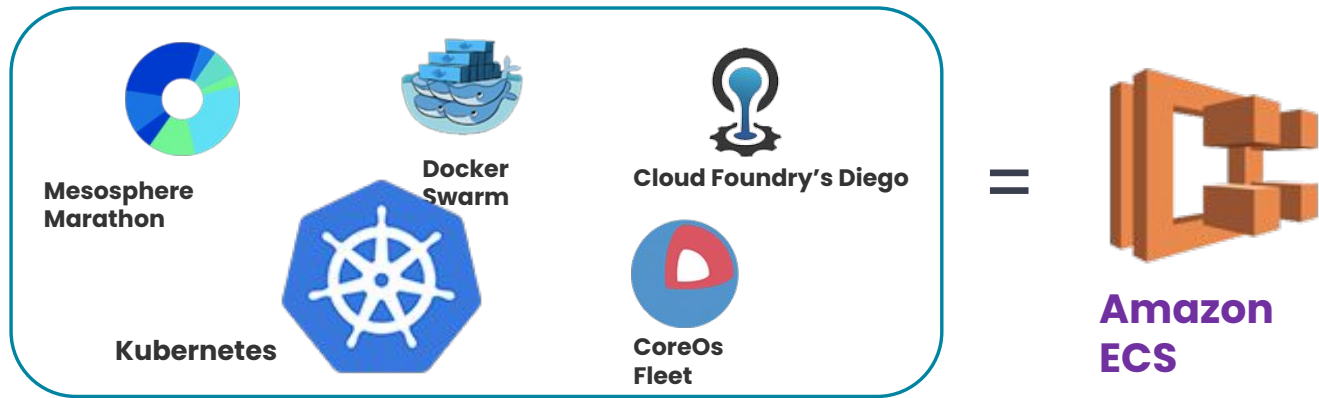 Mesosphere
Marathon
Docker
Swarm
Cloud Foundry’s Diego
Kubernetes
CoreOs
Fleet
=
Amazon
ECS